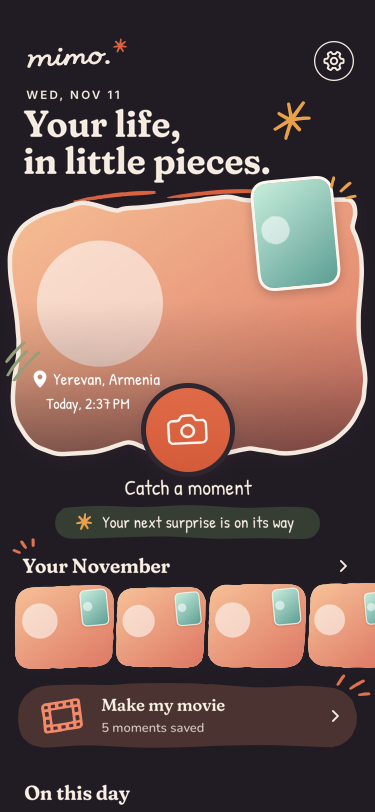 mimo.
WED, NOV 11
Your life,
in little pieces.
Yerevan, Armenia
Today, 2:37 PM
Catch a moment
Your next surprise is on its way
Your November
Make my movie
5 moments saved
On this day